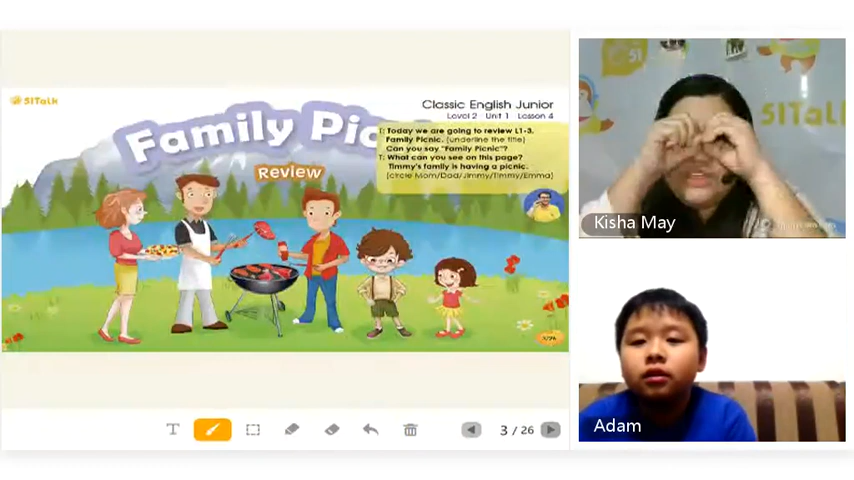 51Talk
Classic English Junior
Level 2 Unit 1 Lesson 4
Family Pic
Review
T: Today we are going to review L1-3,
Family Picnic. (underline the title)
Can you say "Family Picnic"?
T: What can you see on this page?
Timmy's family is having a picnic.
(circle Mom/Dad/Jimmy/Timmy/Emma)
T
3 / 26
51
51TALK
Kisha May
Adam